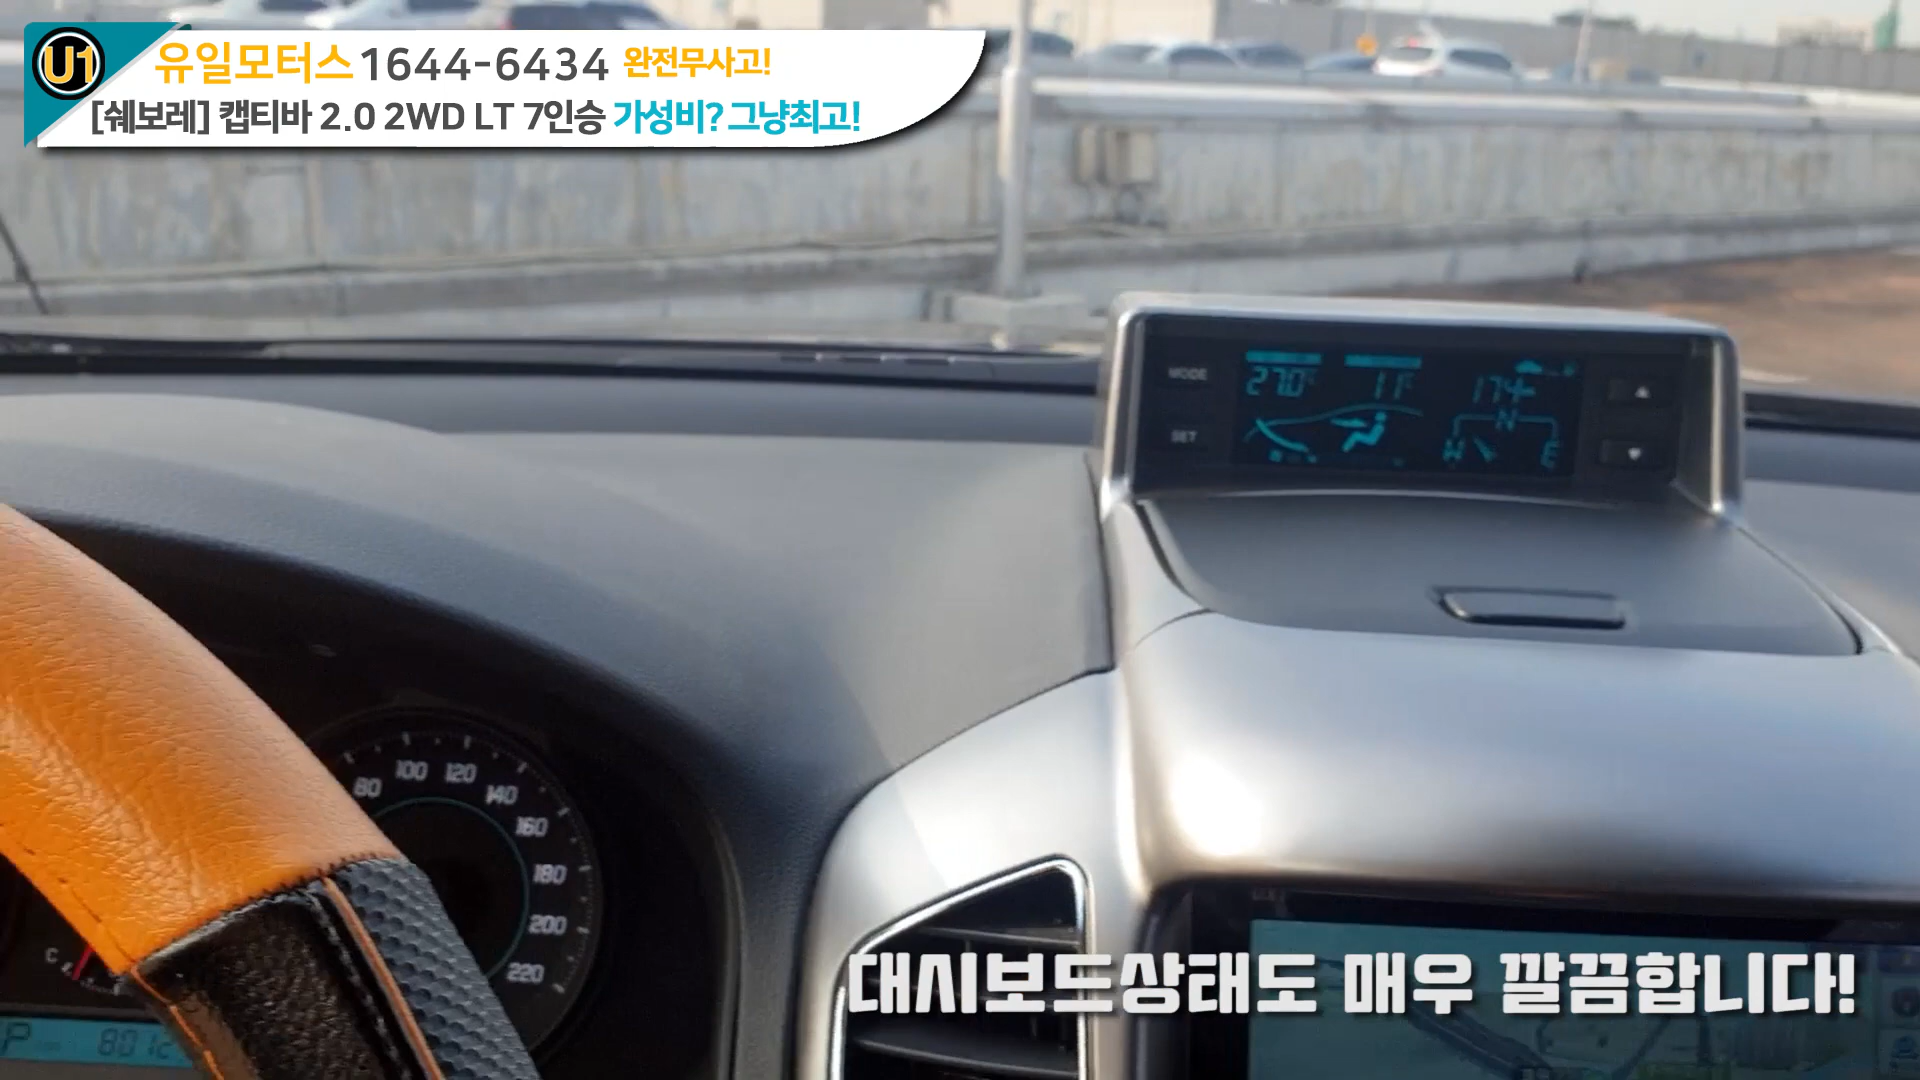 U1
유일모터스 1644-6434 완전무사고!
[쉐보레] 캡티바 2.0 2WD LT 7인승 가성비? 그냥최고!
MODE
SET
27.0°C 11°C 174
N
W E
80 100 120 140 160 180 200 220
C
P
대시보드상태도 매우 깔끔합니다!